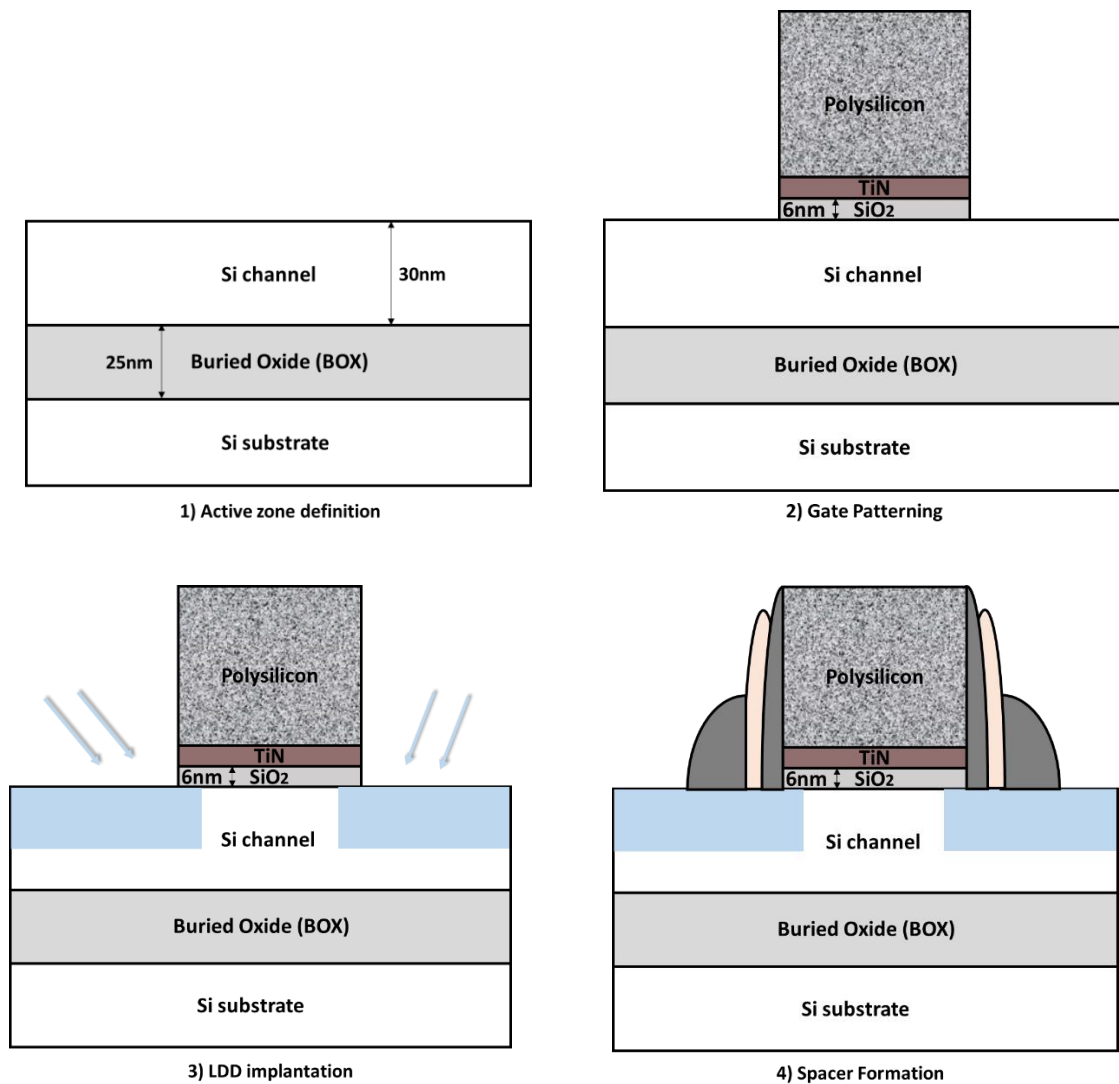 Si channel
30nm
25nm
Buried Oxide (BOX)
Si substrate
1) Active zone definition
Polysilicon
TiN
6nm SiO2
Si channel
Buried Oxide (BOX)
Si substrate
2) Gate Patterning
Polysilicon
TiN
6nm SiO2
Si channel
Buried Oxide (BOX)
Si substrate
3) LDD implantation
Polysilicon
TiN
6nm SiO2
Si channel
Buried Oxide (BOX)
Si substrate
4) Spacer Formation